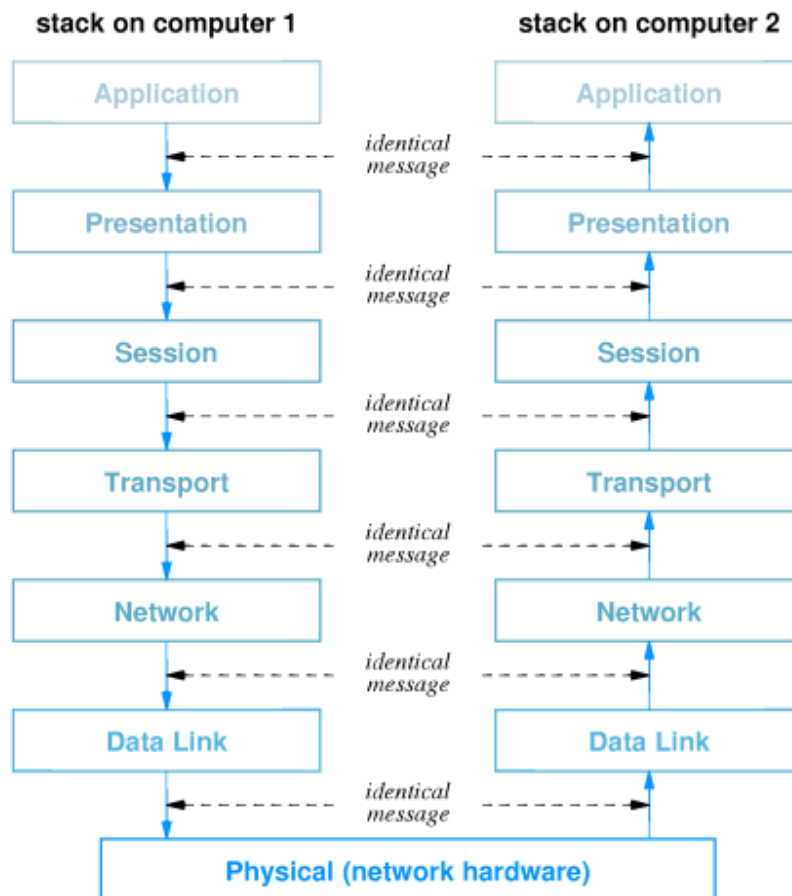 stack on computer 1
stack on computer 2
Application
Application
identical
message
Presentation
Presentation
identical
message
Session
Session
identical
message
Transport
Transport
identical
message
Network
Network
identical
message
Data Link
Data Link
identical
message
Physical (network hardware)